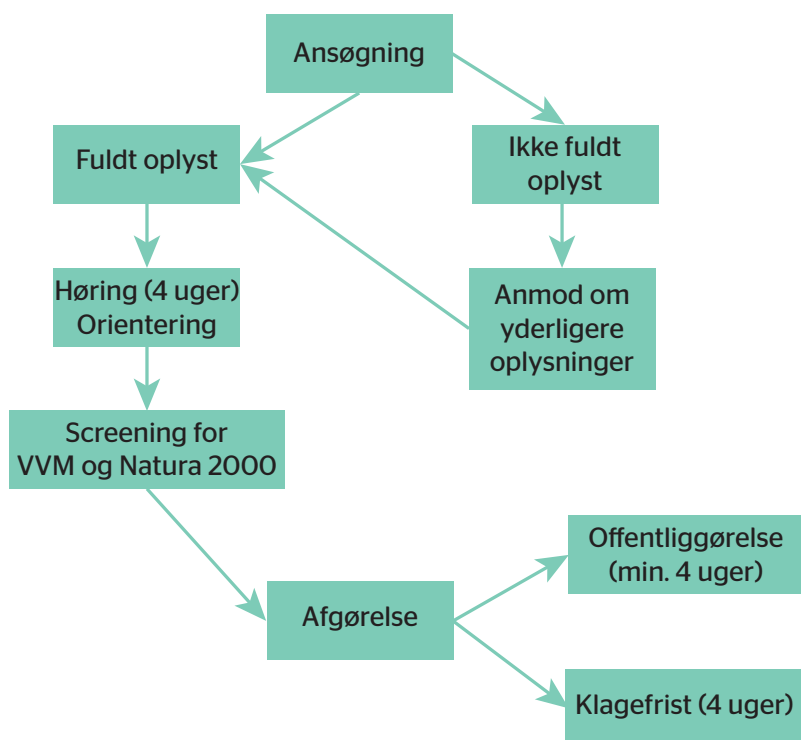 Ansøgning
Fuldt oplyst
Ikke fuldt
oplyst
Høring (4 uger)
Orientering
Anmod om
yderligere
oplysninger
Screening for
VVM og Natura 2000
Offentliggørelse
(min. 4 uger)
Afgørelse
Klagefrist (4 uger)